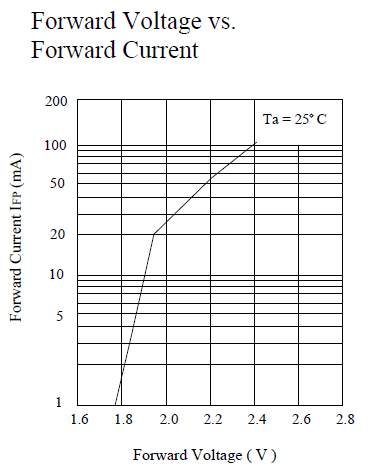 Forward Voltage vs.
Forward Current
Ta = 25°C
Forward Current IFP (mA)
200
100
50
20
10
5
1
1.6 1.8 2.0 2.2 2.4 2.6 2.8
Forward Voltage ( V )